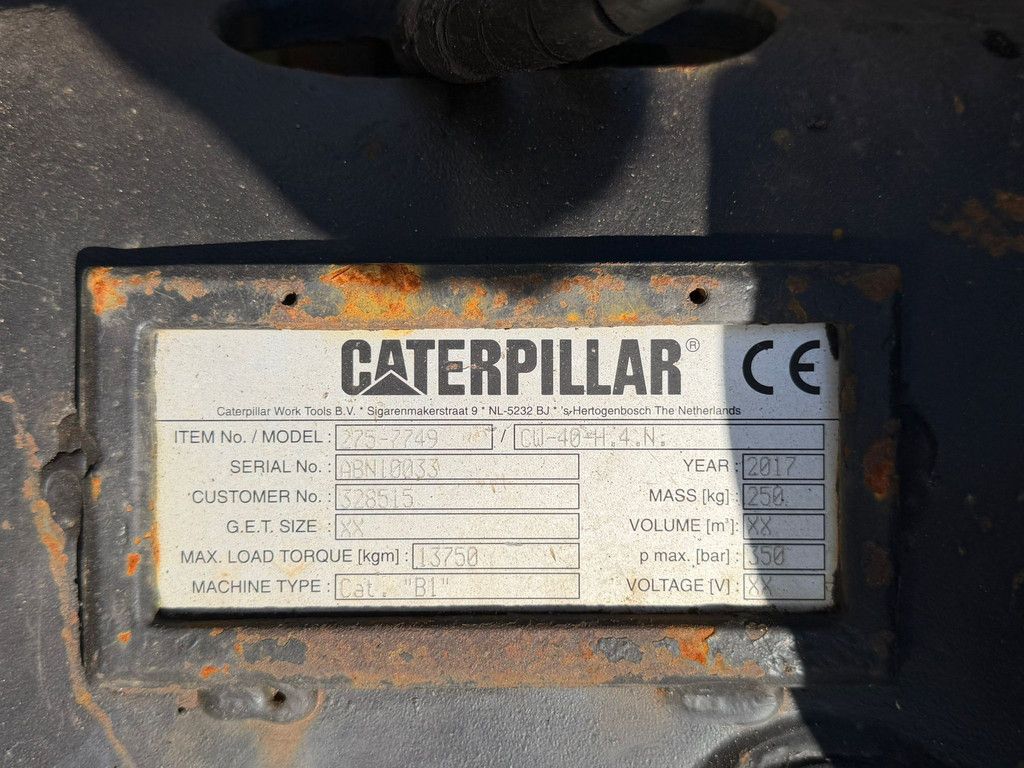 CATERPILLAR® CE
Caterpillar Work Tools B.V. * Sigarenmakerstraat 9 * NL-5232 BJ * 's-Hertogenbosch The Netherlands
ITEM No. / MODEL : 275-7749 / CW-40-H.4.N.
SERIAL No. : ABN10033 YEAR : 2017
CUSTOMER No. : 328515 MASS [kg] : 250
G.E.T. SIZE : XX VOLUME [m³]: XX
MAX. LOAD TORQUE [kgm] : 13750 p max. [bar] : 350
MACHINE TYPE : Cat. "B1" VOLTAGE [V] : XX